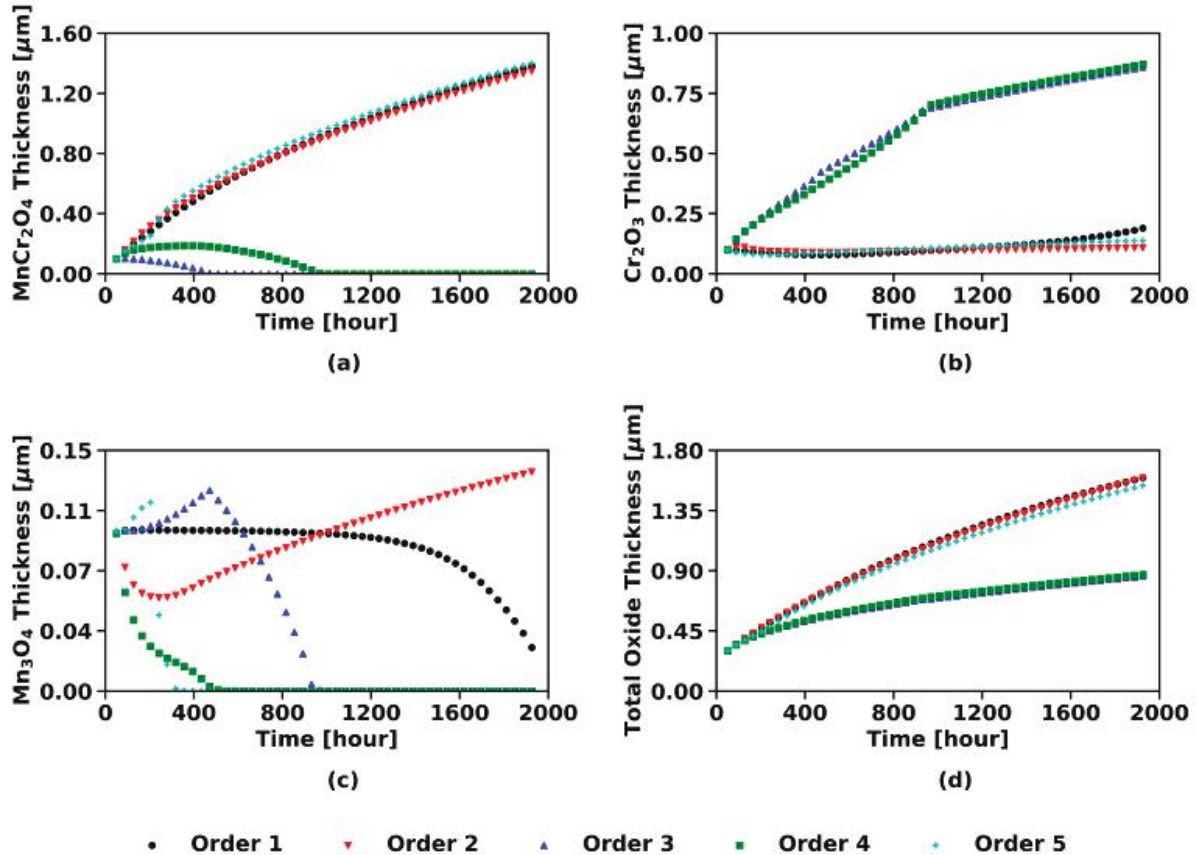 MnCr₂O₄ Thickness [μm]
1.60
1.20
0.80
0.40
0.00
0 400 800 1200 1600 2000
Time [hour]
(a)
Cr₂O₃ Thickness [μm]
1.00
0.75
0.50
0.25
0.00
0 400 800 1200 1600 2000
Time [hour]
(b)
Mn₃O₄ Thickness [μm]
0.15
0.11
0.07
0.04
0.00
0 400 800 1200 1600 2000
Time [hour]
(c)
Total Oxide Thickness [μm]
1.80
1.35
0.90
0.45
0.00
0 400 800 1200 1600 2000
Time [hour]
(d)
Order 1 Order 2 Order 3 Order 4 Order 5